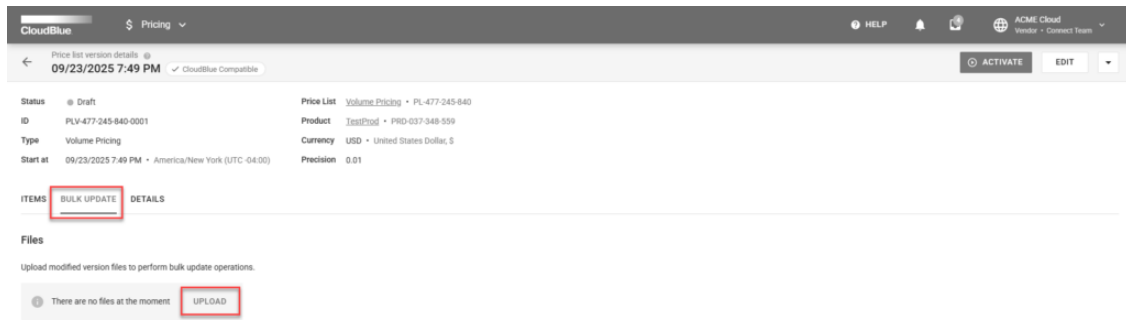 CloudBlue. $ Pricing HELP ACME Cloud
Vendor • Connect Team
Price list version details
09/23/2025 7:49 PM CloudBlue Compatible ACTIVATE EDIT
Status Draft Price List Volume Pricing • PL-477-245-840
ID PLV-477-245-840-0001 Product TestProd • PRD-037-348-559
Type Volume Pricing Currency USD • United States Dollar, $
Start at 09/23/2025 7:49 PM • America/New York (UTC -04:00) Precision 0.01
ITEMS BULK UPDATE DETAILS
Files
Upload modified version files to perform bulk update operations.
There are no files at the moment UPLOAD